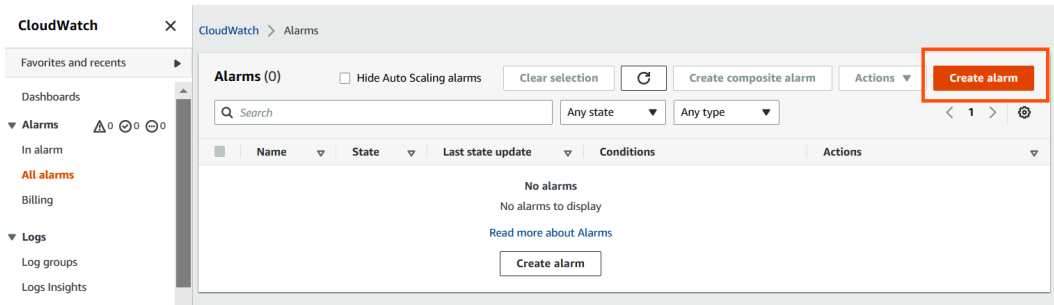 CloudWatch
Favorites and recents
Dashboards
Alarms 0 0 0
In alarm
All alarms
Billing
Logs
Log groups
Logs Insights
CloudWatch > Alarms
Alarms (0) Hide Auto Scaling alarms Clear selection Create composite alarm Actions Create alarm
Search Any state Any type < 1 >
Name State Last state update Conditions Actions
No alarms
No alarms to display
Read more about Alarms
Create alarm